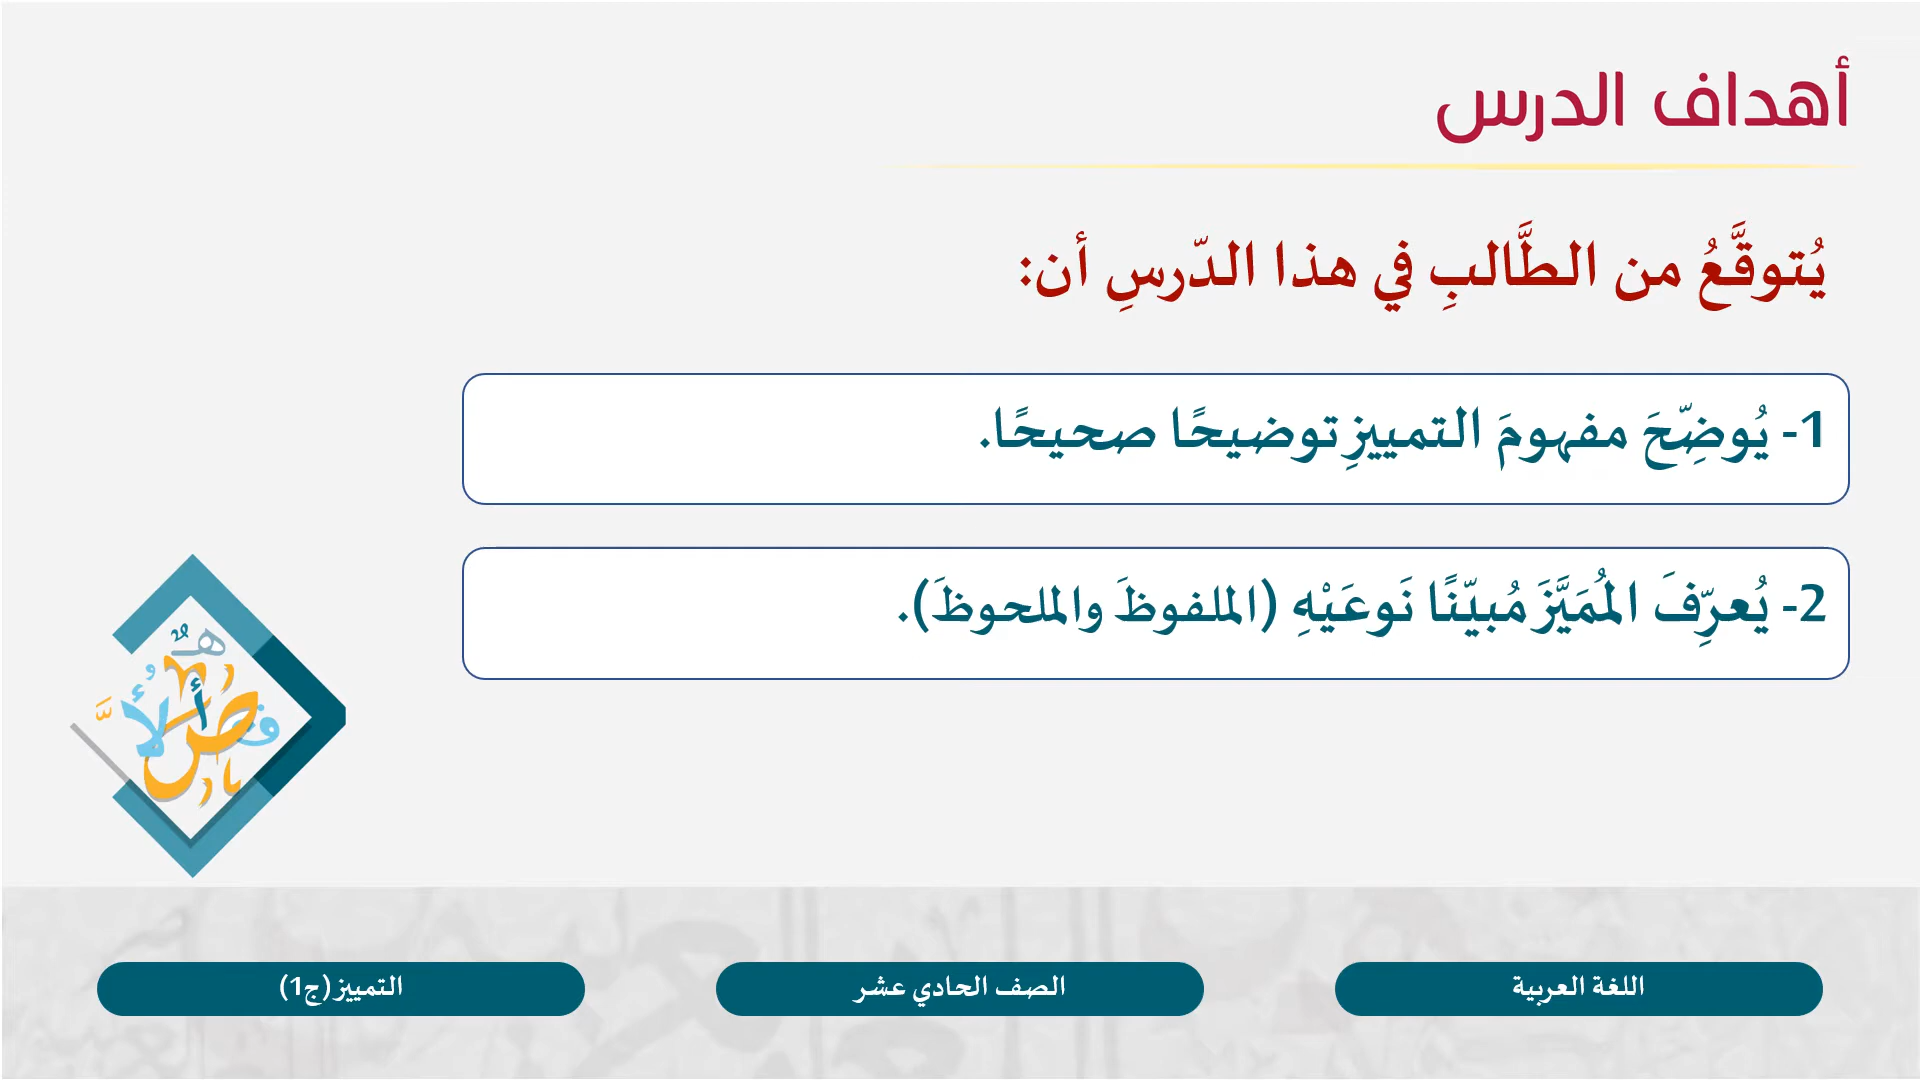 أهداف الدرس
يُتوقَّعُ من الطَّالبِ في هذا الدّرسِ أن:
1- يُوضِّحَ مفهومَ التمييزِ توضيحًا صحيحًا.
2- يُعرِّفَ المُمَيَّزَ مُبيّنًا نَوعَيْهِ (الملفوظَ والملحوظَ).
اللغة العربية
الصف الحادي عشر
التمييز (ج1)